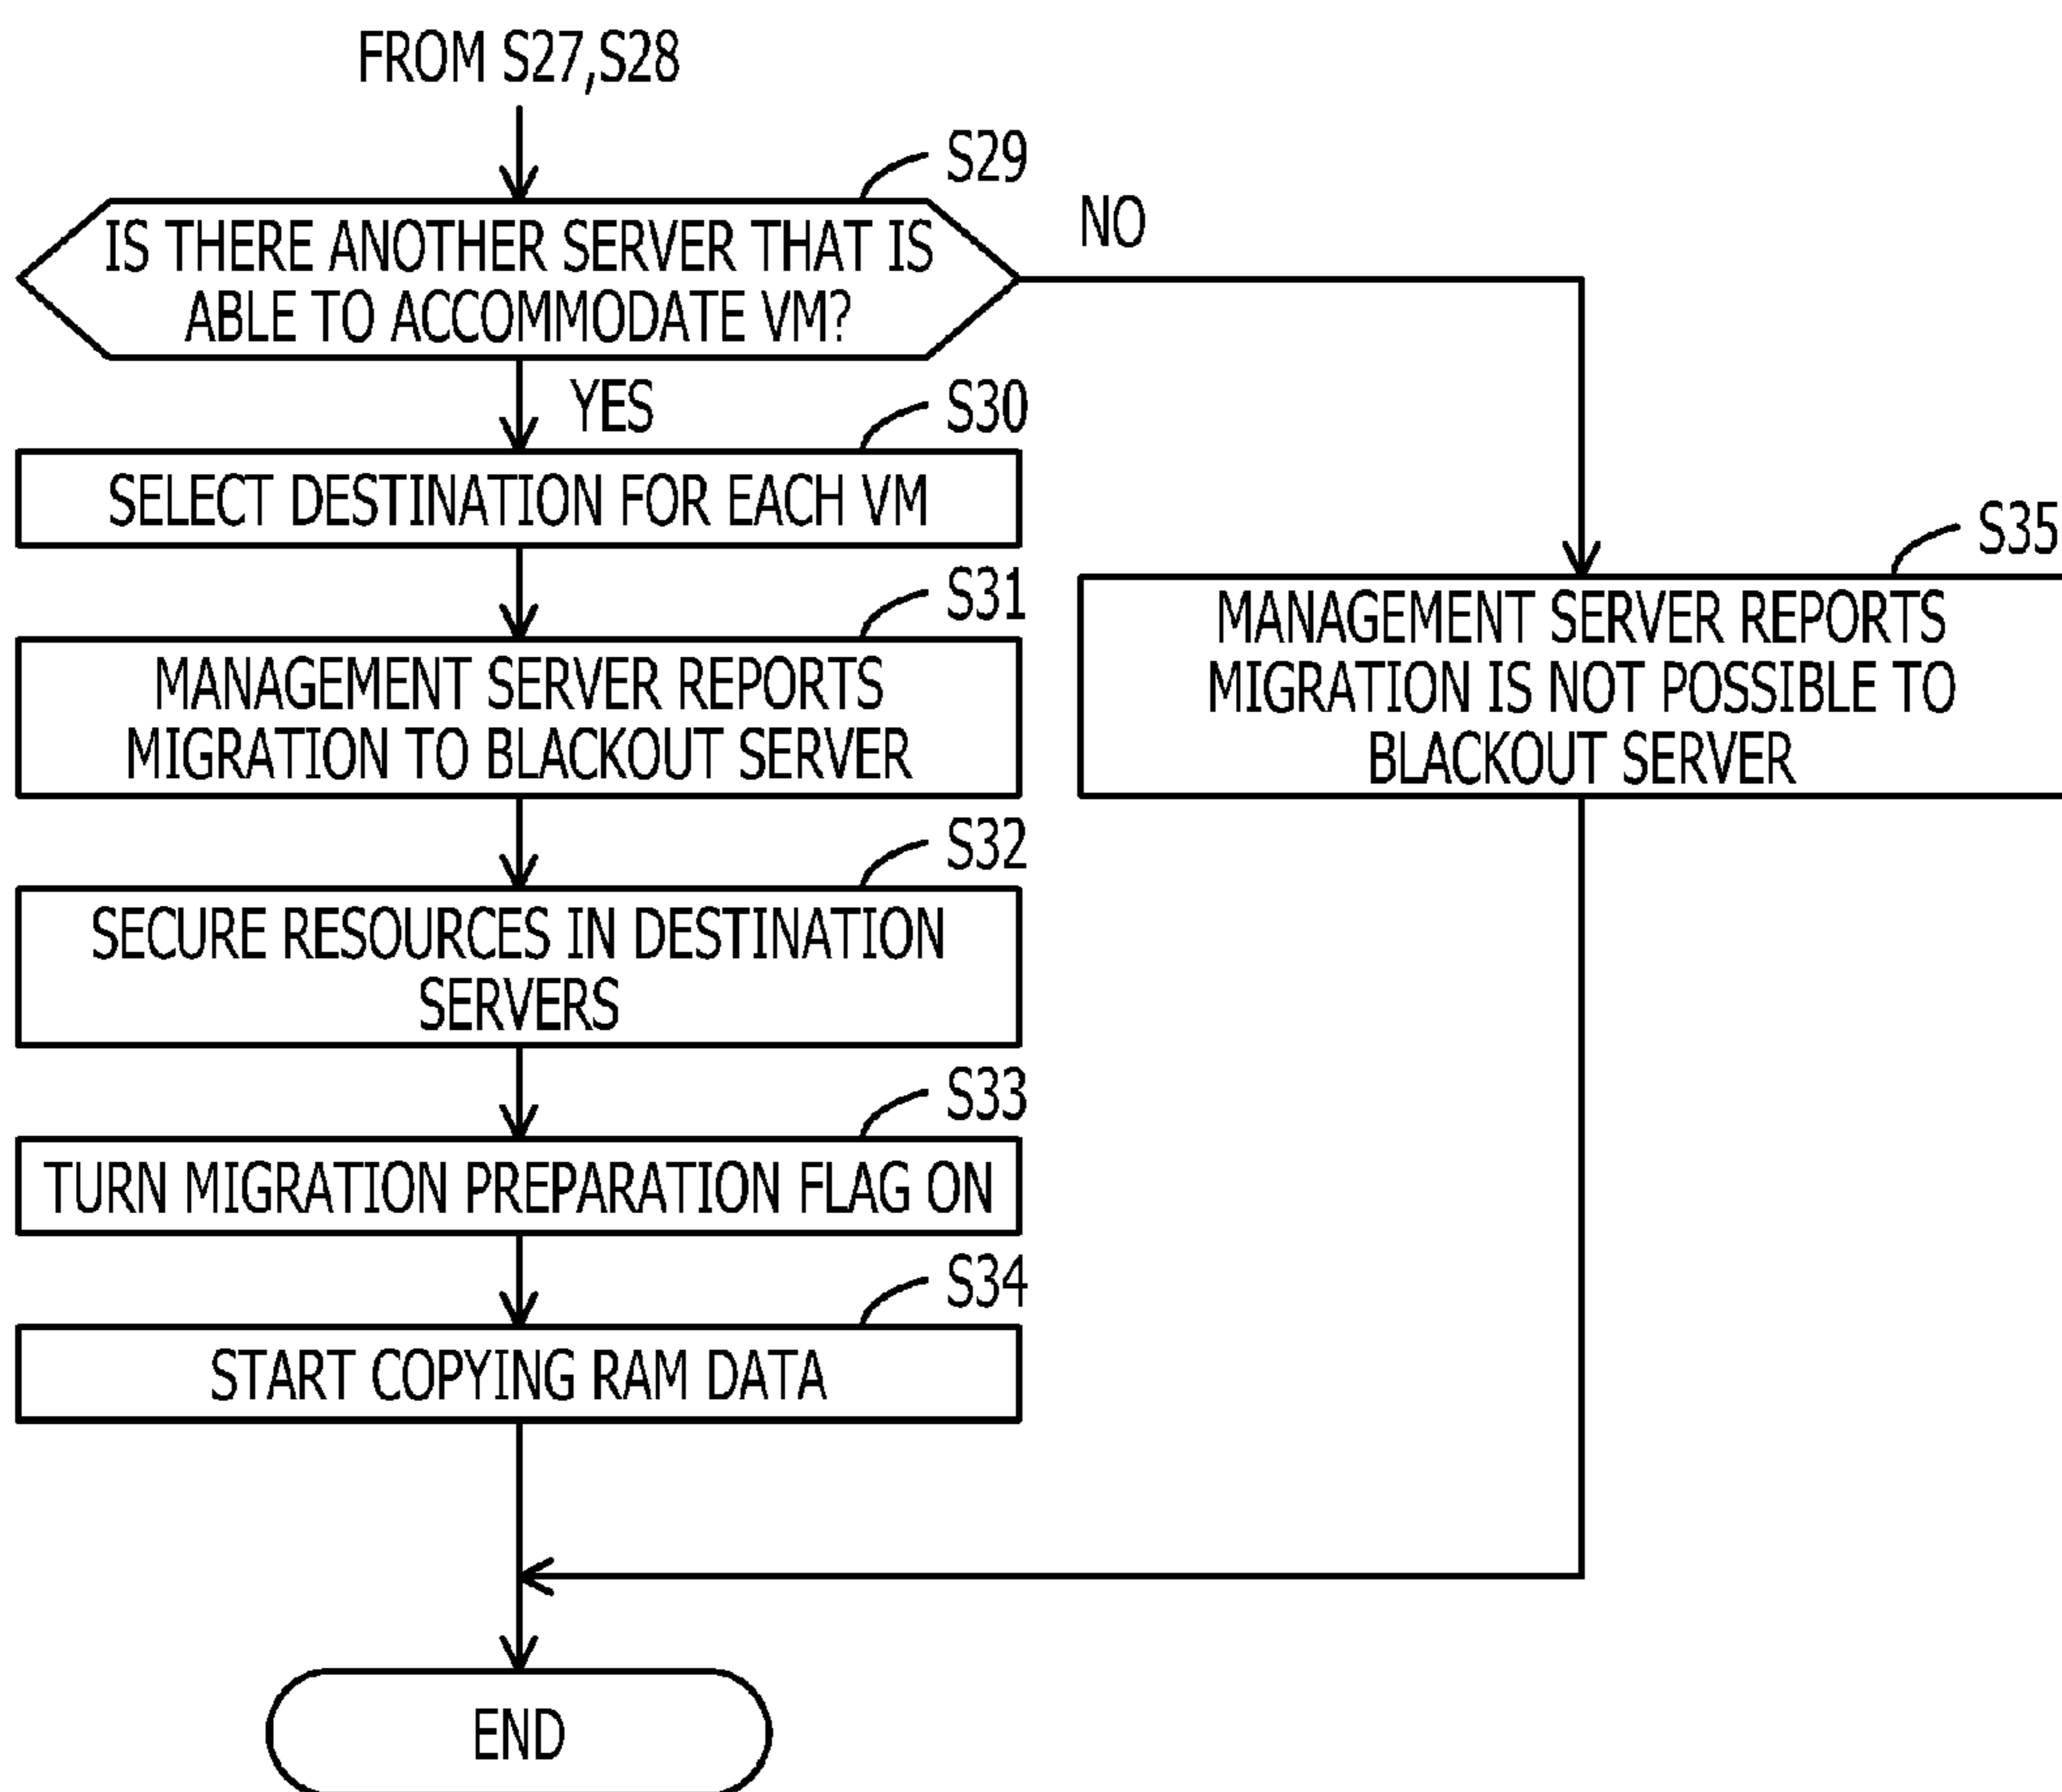 FROM S27,S28
S29
IS THERE ANOTHER SERVER THAT IS
ABLE TO ACCOMMODATE VM?
NO
YES
S30
SELECT DESTINATION FOR EACH VM
S31
MANAGEMENT SERVER REPORTS
MIGRATION TO BLACKOUT SERVER
S35
MANAGEMENT SERVER REPORTS
MIGRATION IS NOT POSSIBLE TO
BLACKOUT SERVER
S32
SECURE RESOURCES IN DESTINATION
SERVERS
S33
TURN MIGRATION PREPARATION FLAG ON
S34
START COPYING RAM DATA
END